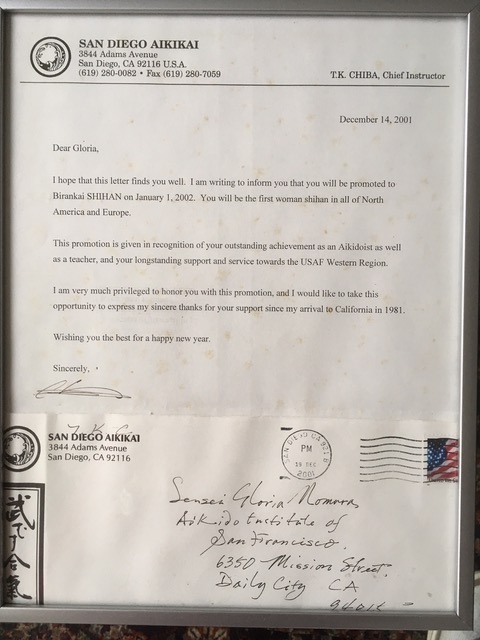 SAN DIEGO AIKIKAI
3844 Adams Avenue
San Diego, CA 92116 U.S.A.
(619) 280-0082 • Fax (619) 280-7059
T.K. CHIBA, Chief Instructor
December 14, 2001
Dear Gloria,
I hope that this letter finds you well. I am writing to inform you that you will be promoted to
Birankai SHIHAN on January 1, 2002. You will be the first woman shihan in all of North
America and Europe.
This promotion is given in recognition of your outstanding achievement as an Aikidoist as well
as a teacher, and your longstanding support and service towards the USAF Western Region.
I am very much privileged to honor you with this promotion, and I would like to take this
opportunity to express my sincere thanks for your support since my arrival to California in 1981.
Wishing you the best for a happy new year.
Sincerely,
SAN DIEGO AIKIKAI
3844 Adams Avenue
San Diego, CA 92116
SAN DIEGO CA
PM
DEC
2001
Sensei Gloria Nomura
Aikido Institute of
San Francisco.
6350 Mission Street,
Daily City CA
武
合
氣